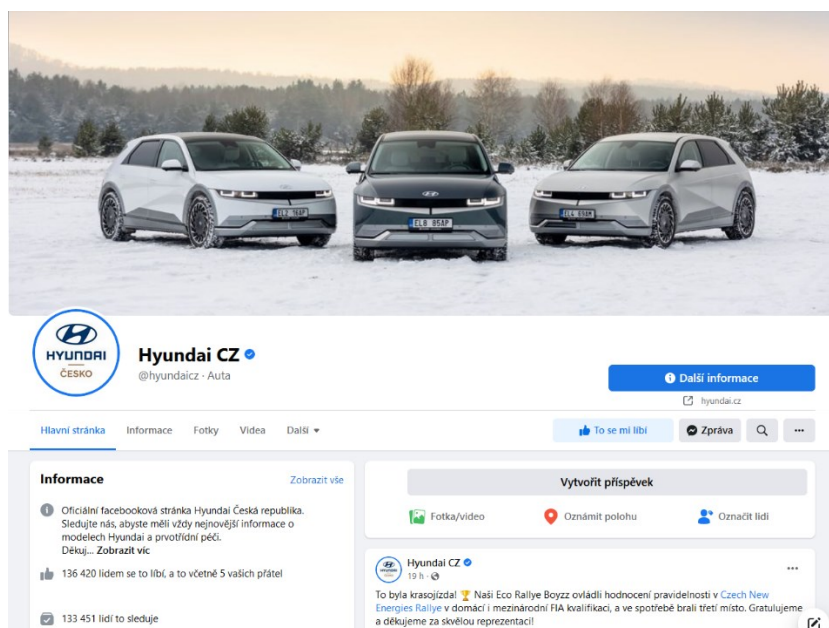 EL2 16AP
EL8 85AP
EL4 69AM
HYUNDAI
ČESKO
Hyundai CZ
@hyundaicz · Auta
Další informace
hyundai.cz
Hlavní stránka
Informace
Fotky
Videa
Další
To se mi líbí
Zpráva
Informace
Zobrazit vše
Oficiální facebooková stránka Hyundai Česká republika.
Sledujte nás, abyste měli vždy nejnovější informace o
modelech Hyundai a prvotřídní péči.
Děkuj... Zobrazit víc
136 420 lidem se to líbí, a to včetně 5 vašich přátel
133 451 lidí to sleduje
Vytvořit příspěvek
Fotka/video
Oznámit polohu
Označit lidi
Hyundai CZ
19 h ·
To byla krasojízda! 🏆 Naši Eco Rallye Boyzz ovládli hodnocení pravidelnosti v Czech New
Energies Rallye v domácí i mezinárodní FIA kvalifikaci, a ve spotřebě brali třetí místo. Gratulujeme
a děkujeme za skvělou reprezentaci!